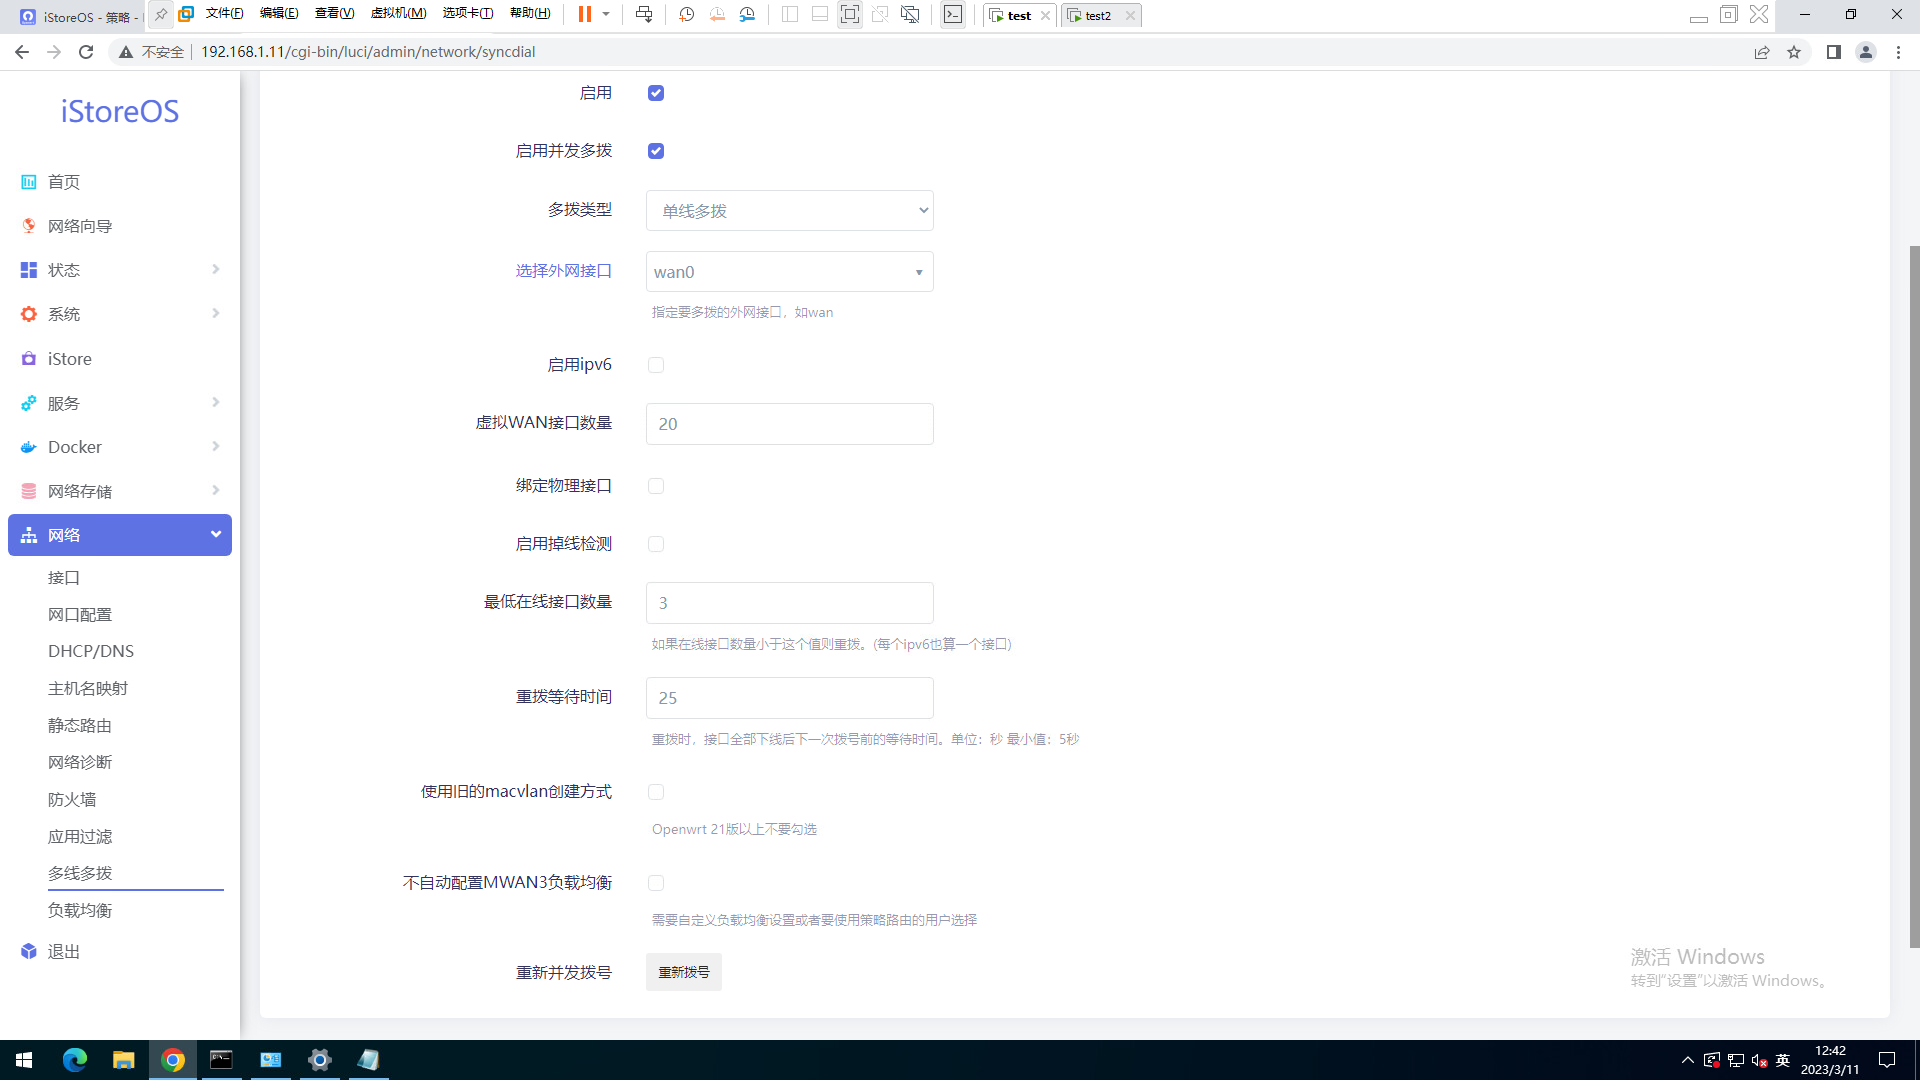 iStoreOS - 策略 -
文件(F)
编辑(E)
查看(V)
虚拟机(M)
选项卡(T)
帮助(H)
test
test2
不安全
192.168.1.11/cgi-bin/luci/admin/network/syncdial
iStoreOS
首页
网络向导
状态
系统
iStore
服务
Docker
网络存储
网络
接口
网口配置
DHCP/DNS
主机名映射
静态路由
网络诊断
防火墙
应用过滤
多线多拨
负载均衡
退出
启用
启用并发多拨
多拨类型
单线多拨
选择外网接口
wan0
指定要多拨的外网接口，如wan
启用ipv6
虚拟WAN接口数量
20
绑定物理接口
启用掉线检测
最低在线接口数量
3
如果在线接口数量小于这个值则重拨。(每个ipv6也算一个接口)
重拨等待时间
25
重拨时，接口全部下线后下一次拨号前的等待时间。单位：秒 最小值：5秒
使用旧的macvlan创建方式
Openwrt 21版以上不要勾选
不自动配置MWAN3负载均衡
需要自定义负载均衡设置或者要使用策略路由的用户选择
重新并发拨号
重新拨号
激活 Windows
转到“设置”以激活 Windows。
英
12:42
2023/3/11